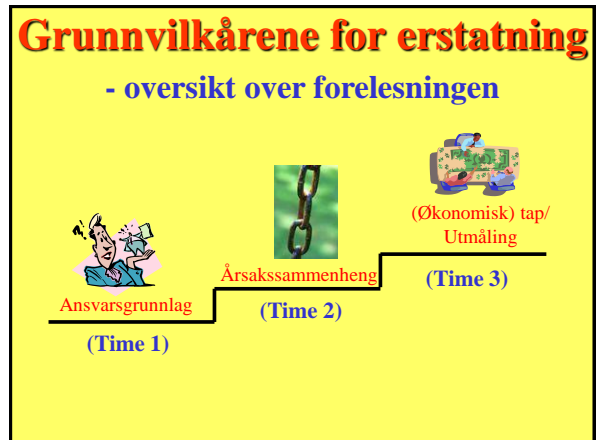 Grunnvilkårene for erstatning
- oversikt over forelesningen
Ansvarsgrunnlag
(Time 1)
Årsakssammenheng
(Time 2)
(Økonomisk) tap/
Utmåling
(Time 3)